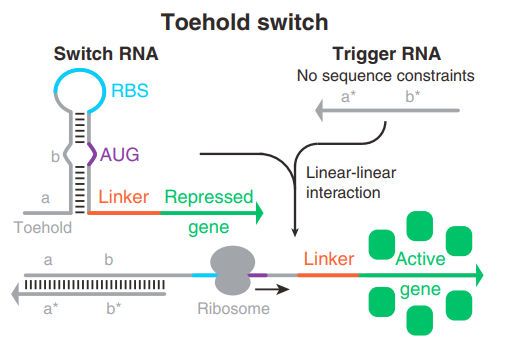 Toehold switch
Switch RNA
Trigger RNA
No sequence constraints
RBS
a* b*
b
AUG
Linear-linear
interaction
a
Linker
Repressed
gene
Toehold
a b
Linker
Active
gene
a* b*
Ribosome